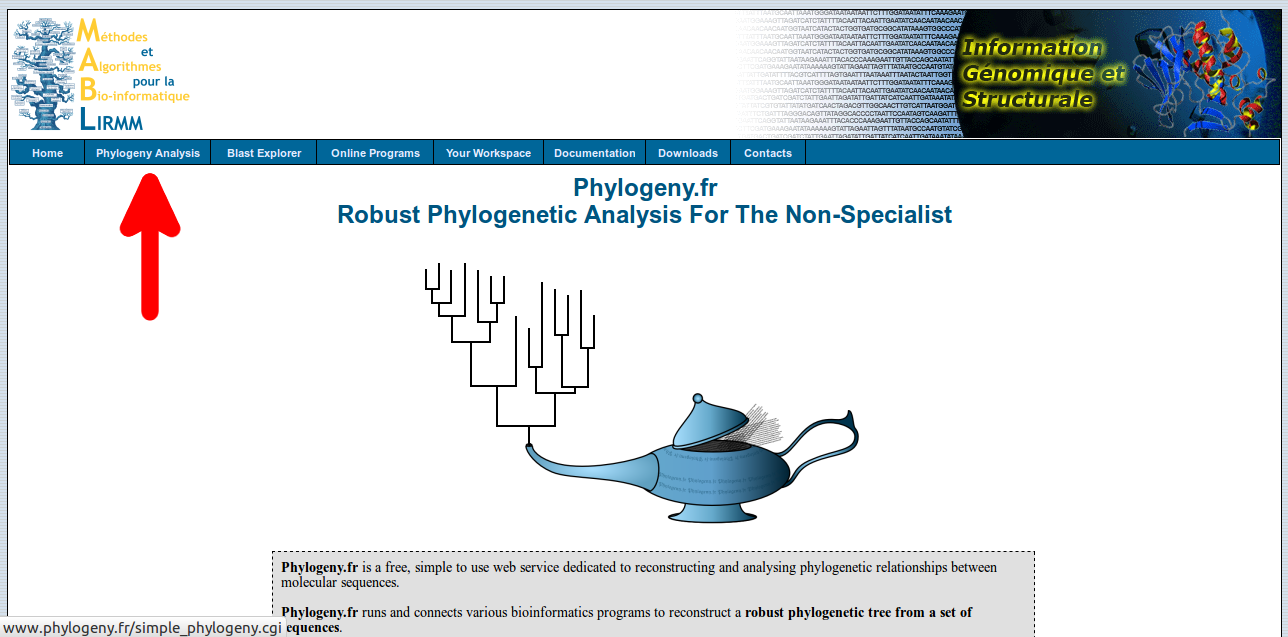 Méthodes
et
Algorithmes
pour la
Bio-informatique
LIRMM
Information
Génomique et
Structurale
Home
Phylogeny Analysis
Blast Explorer
Online Programs
Your Workspace
Documentation
Downloads
Contacts
Phylogeny.fr
Robust Phylogenetic Analysis For The Non-Specialist
Phylogeny.fr is a free, simple to use web service dedicated to reconstructing and analysing phylogenetic relationships between
molecular sequences.
Phylogeny.fr runs and connects various bioinformatics programs to reconstruct a robust phylogenetic tree from a set of
equences.
www.phylogeny.fr/simple_phylogeny.cgi